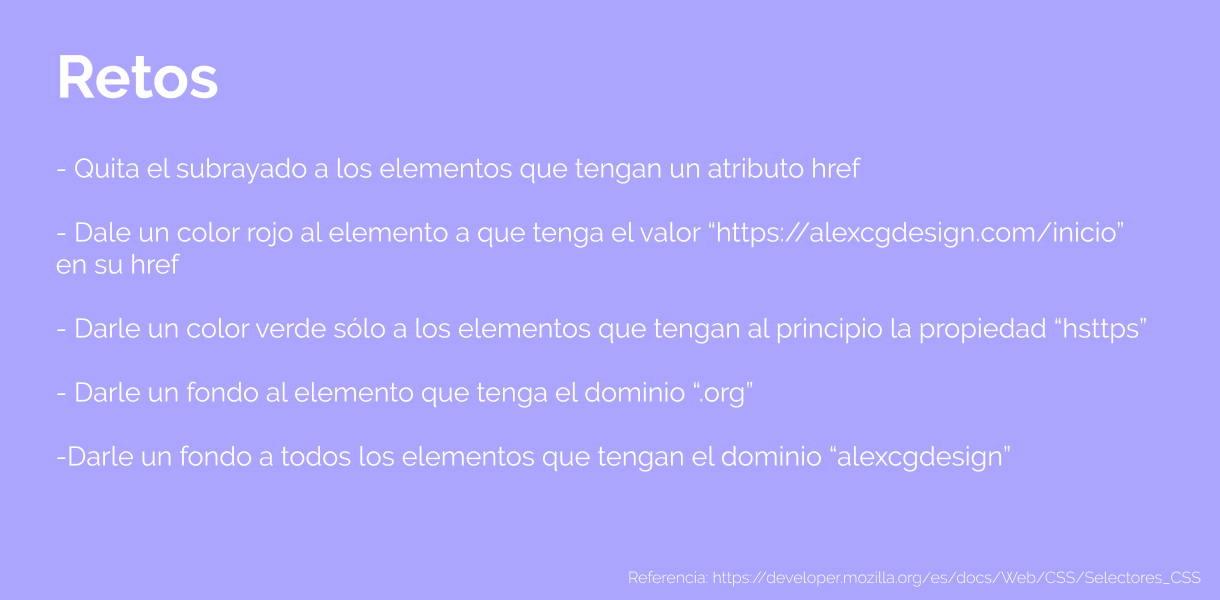 Retos
- Quita el subrayado a los elementos que tengan un atributo href
- Dale un color rojo al elemento a que tenga el valor “https://alexcgdesign.com/inicio”
en su href
- Darle un color verde sólo a los elementos que tengan al principio la propiedad “hsttps”
- Darle un fondo al elemento que tenga el dominio “.org”
-Darle un fondo a todos los elementos que tengan el dominio “alexcgdesign”
Referencia: https://developer.mozilla.org/es/docs/Web/CSS/Selectores_CSS